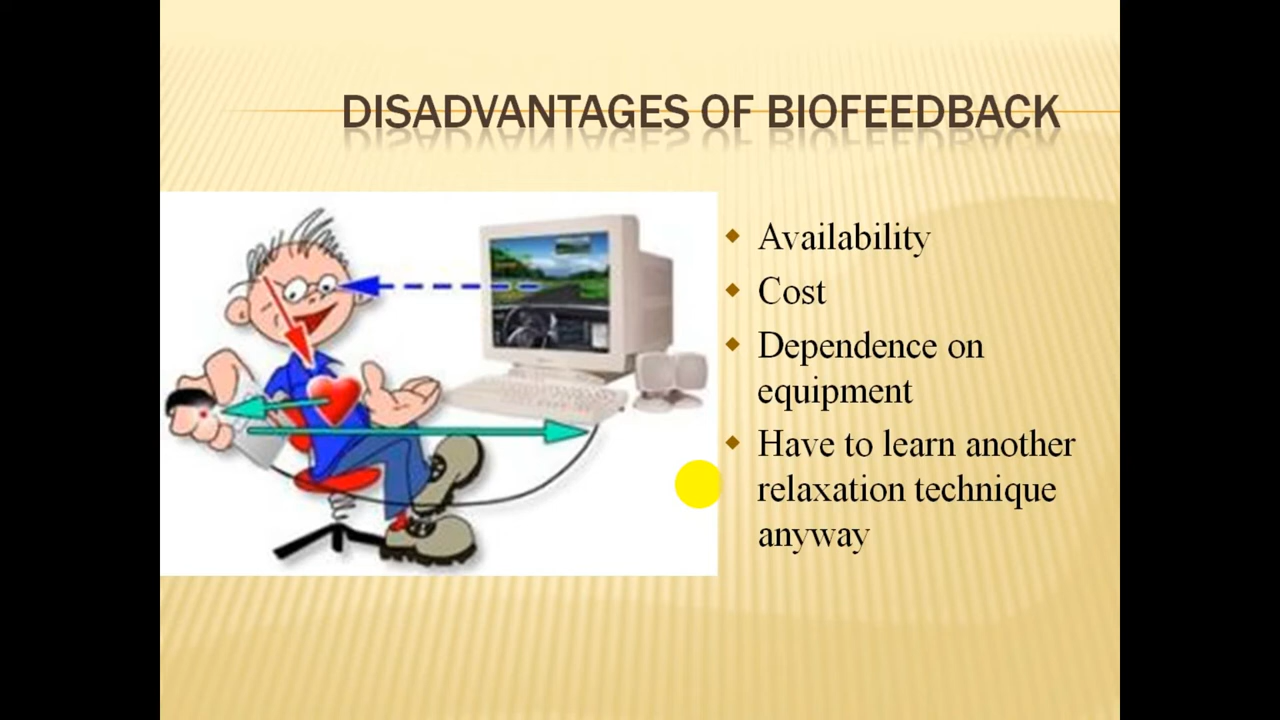 DISADVANTAGES OF BIOFEEDBACK
Availability
Cost
Dependence on
equipment
Have to learn another
relaxation technique
anyway